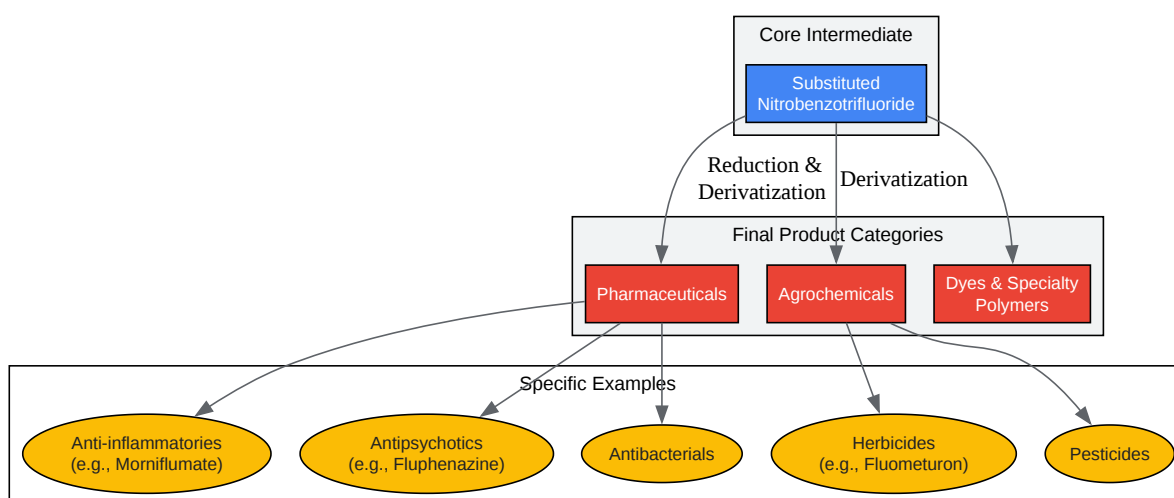 Core Intermediate
Substituted
Nitrobenzotrifluoride
Reduction &
Derivatization
Derivatization
Final Product Categories
Pharmaceuticals
Agrochemicals
Dyes & Specialty
Polymers
Specific Examples
Anti-inflammatories
(e.g., Morniflumate)
Antipsychotics
(e.g., Fluphenazine)
Antibacterials
Herbicides
(e.g., Fluometuron)
Pesticides